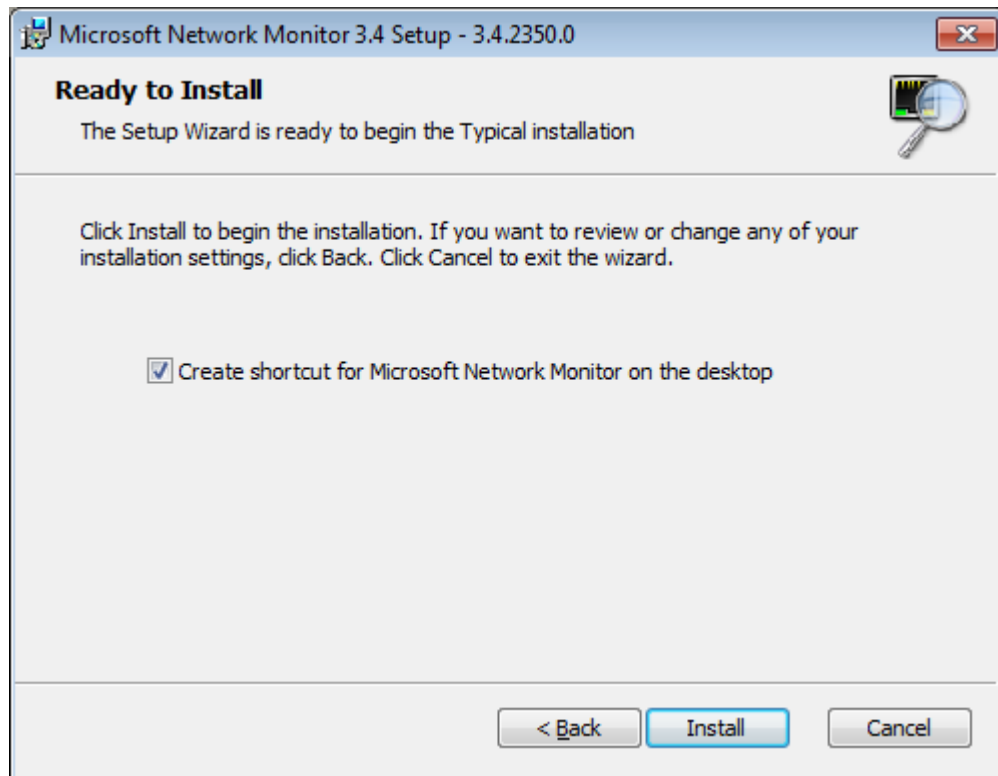 Microsoft Network Monitor 3.4 Setup - 3.4.2350.0
Ready to Install
The Setup Wizard is ready to begin the Typical installation
Click Install to begin the installation. If you want to review or change any of your
installation settings, click Back. Click Cancel to exit the wizard.
Create shortcut for Microsoft Network Monitor on the desktop
< Back Install Cancel